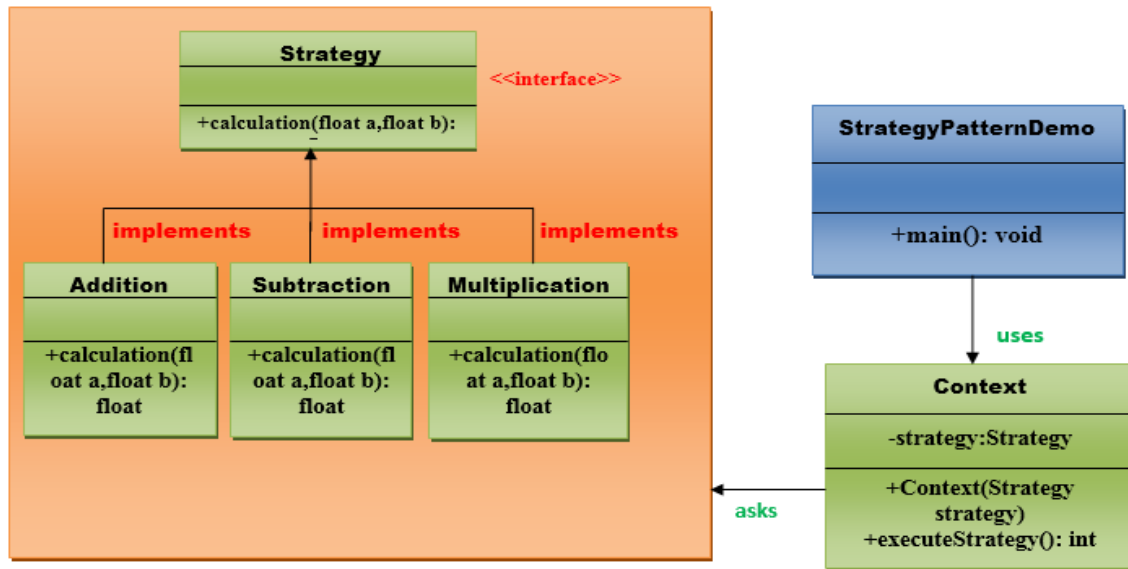 Strategy
<<interface>>
+calculation(float a,float b):
StrategyPatternDemo
+main(): void
implements
implements
implements
Addition
+calculation(fl
oat a,float b):
float
Subtraction
+calculation(fl
oat a,float b):
float
Multiplication
+calculation(flo
at a,float b):
float
uses
Context
-strategy:Strategy
+Context(Strategy
strategy)
+executeStrategy(): int
asks